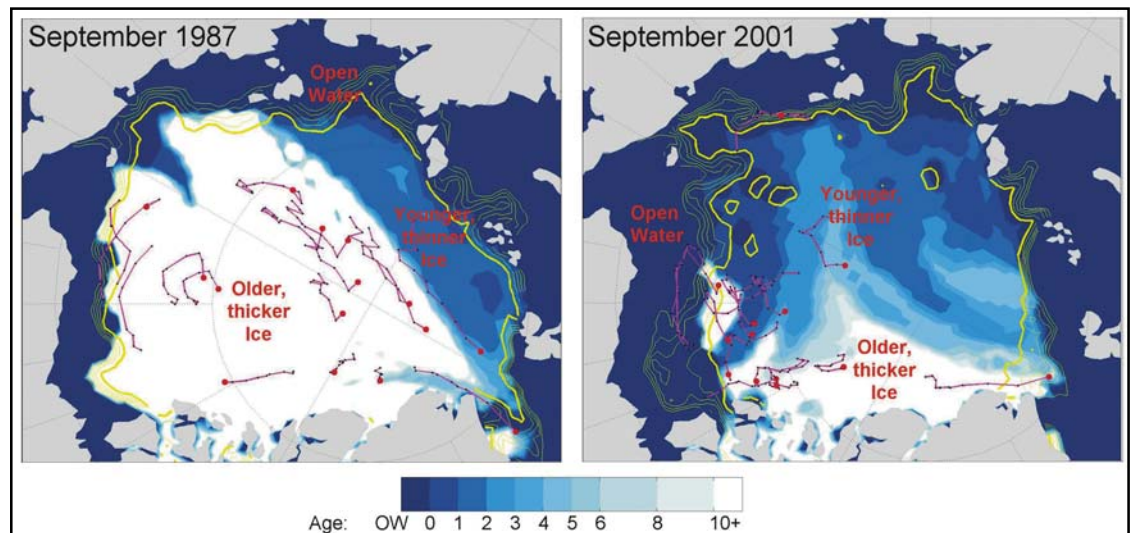 September 1987
Open
Water
Younger,
thinner
Ice
Older,
thicker
Ice
September 2001
Open
Water
Younger,
thinner
Ice
Older,
thicker
Ice
Age: OW 0 1 2 3 4 5 6 8 10+